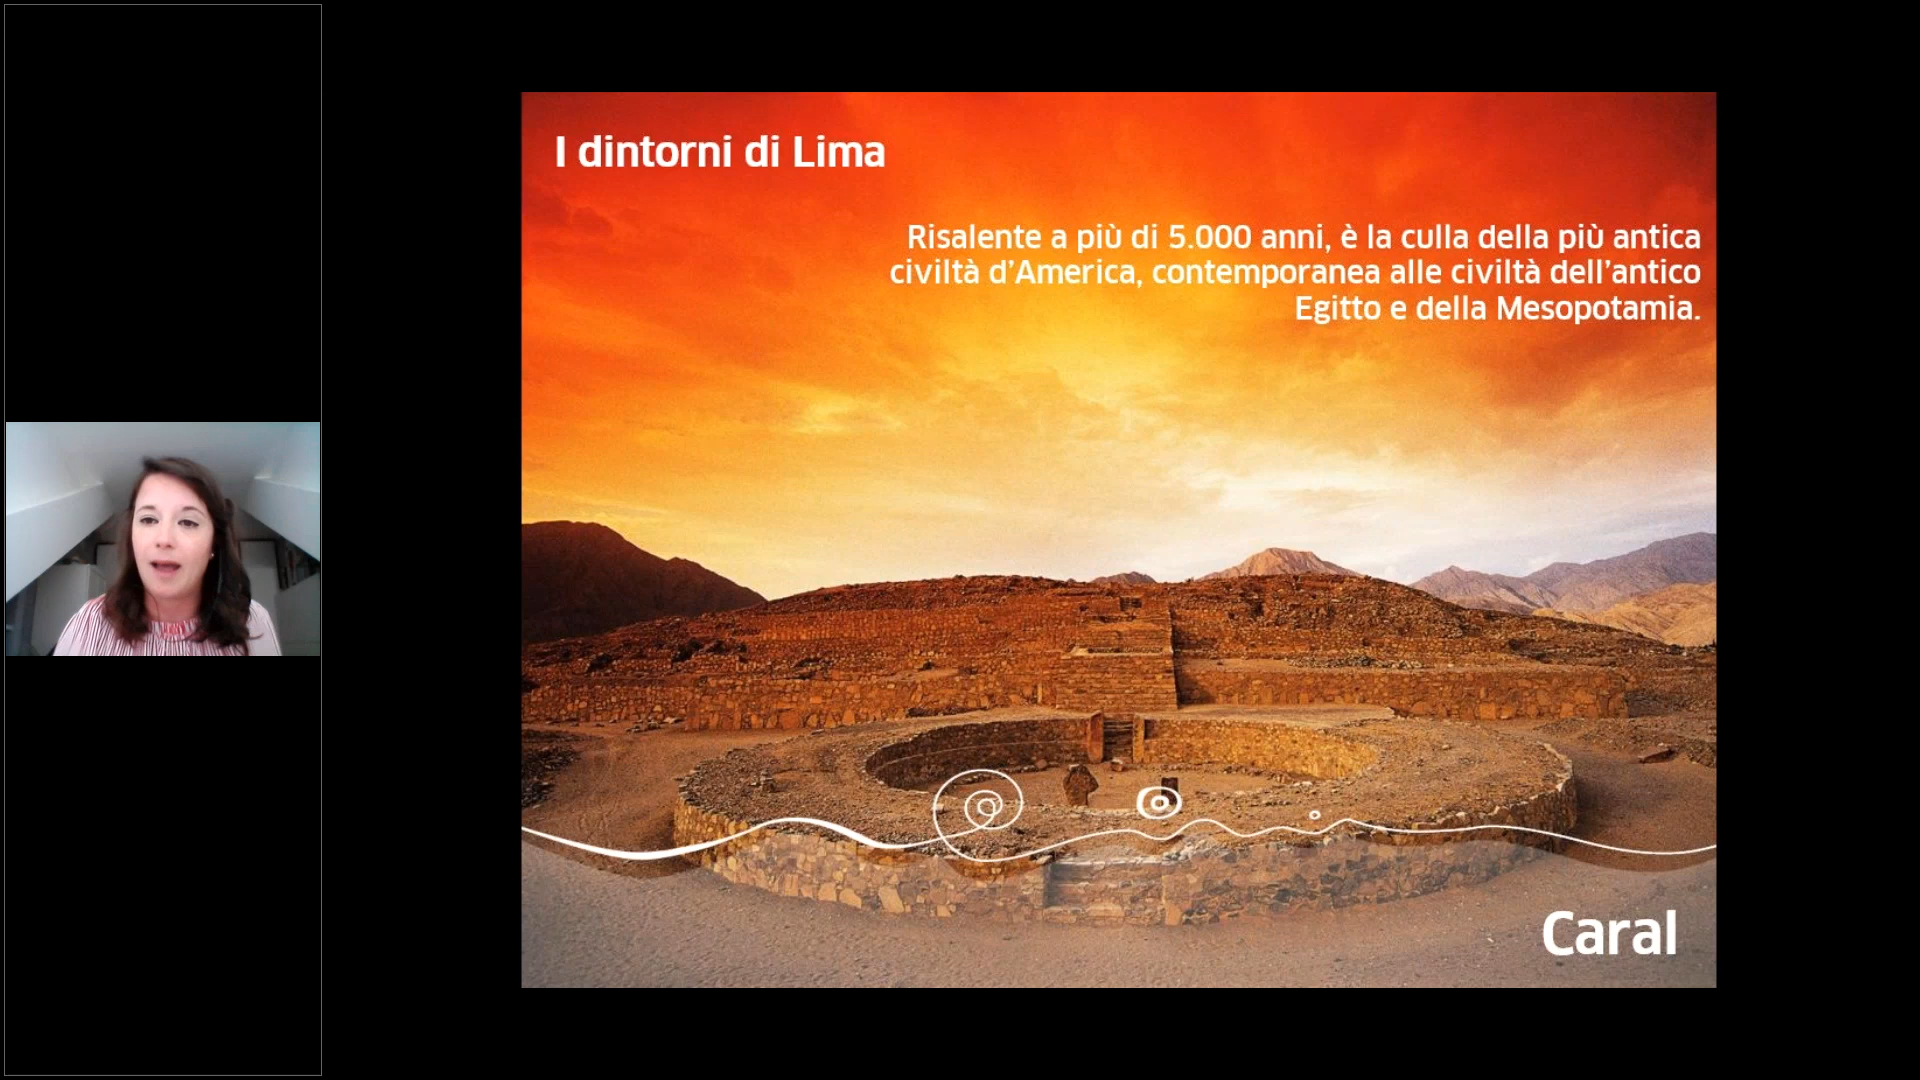 I dintorni di Lima
Risalente a più di 5.000 anni, è la culla della più antica
civiltà d’America, contemporanea alle civiltà dell’antico
Egitto e della Mesopotamia.
Caral